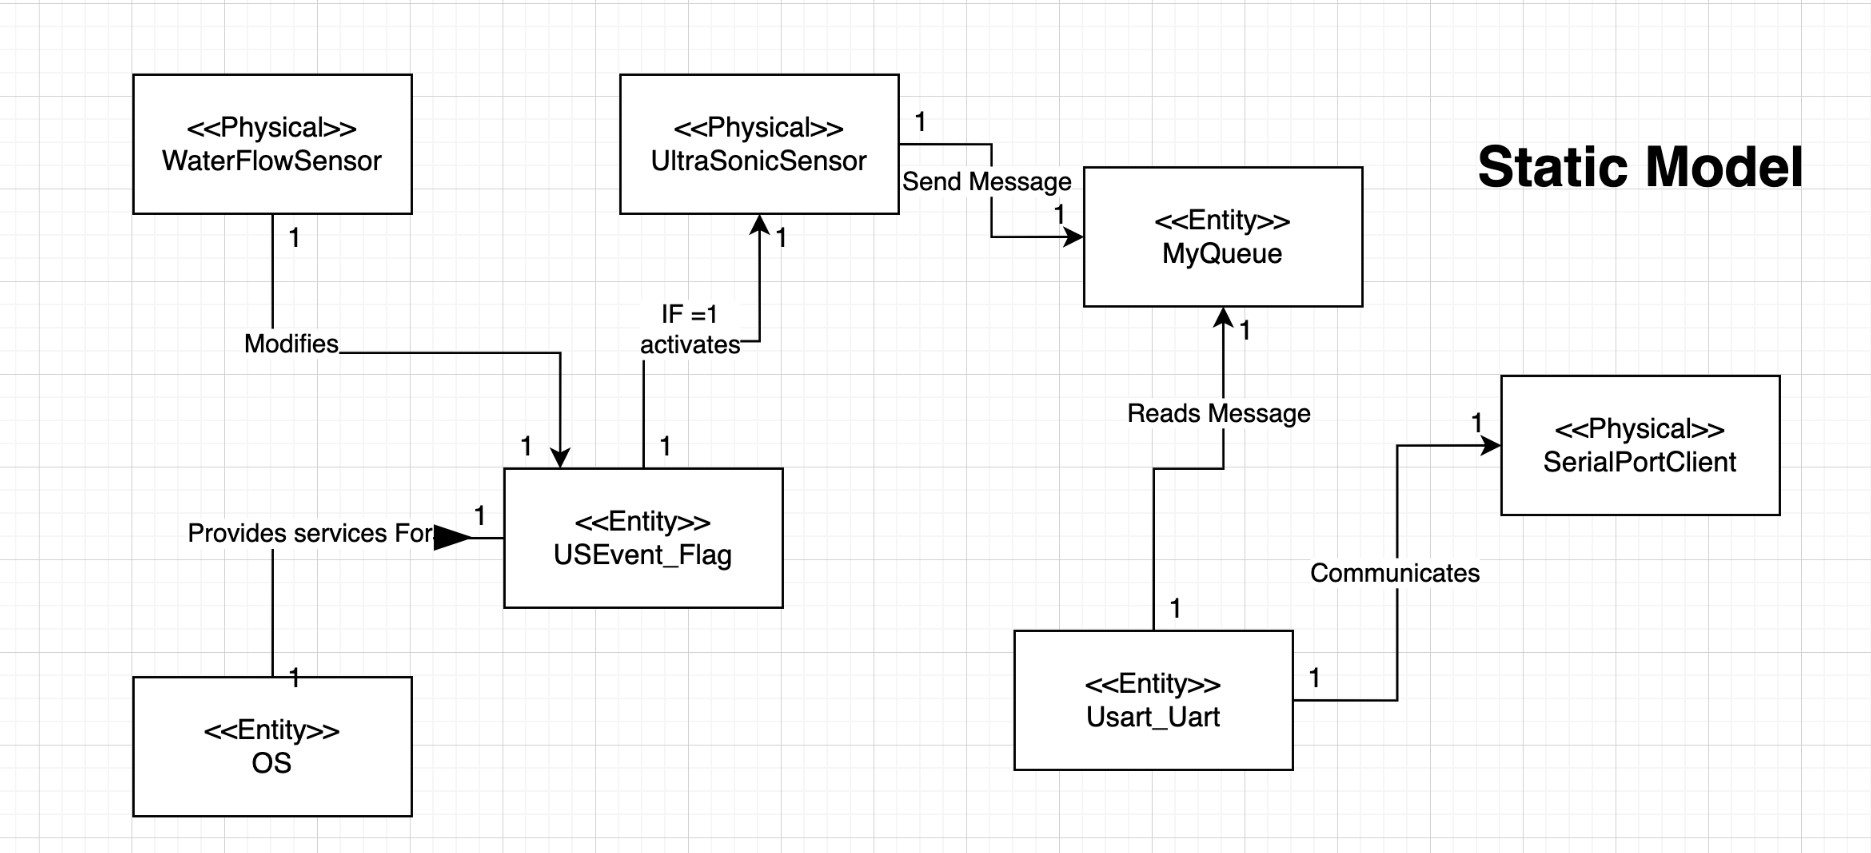 <<Physical>>
WaterFlowSensor
1
Modifies
1
<<Physical>>
UltraSonicSensor
1
IF =1
activates
1
1
Send Message
1
<<Entity>>
MyQueue
1
Reads Message
1
Static Model
<<Physical>>
SerialPortClient
1
Communicates
1
Provides services For
1
<<Entity>>
USEvent_Flag
1
<<Entity>>
OS
<<Entity>>
Usart_Uart